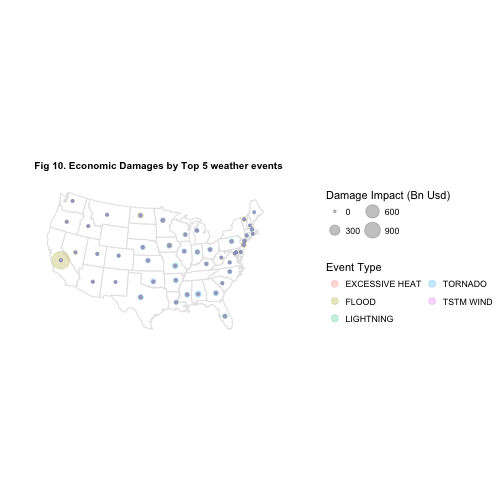 Fig 10. Economic Damages by Top 5 weather events
Damage Impact (Bn Usd)
0 600
300 900
Event Type
EXCESSIVE HEAT TORNADO
FLOOD TSTM WIND
LIGHTNING